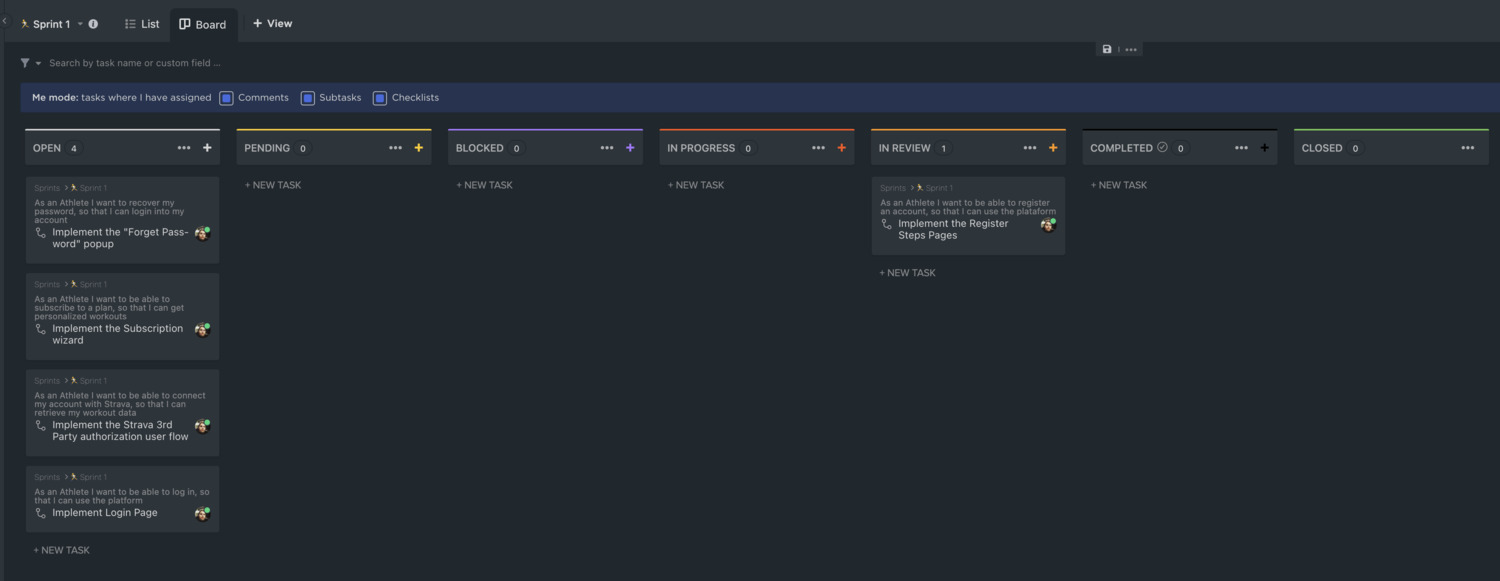 Sprint 1
List
Board
+ View
Search by task name or custom field ...
Me mode: tasks where I have assigned
Comments
Subtasks
Checklists
OPEN 4
Sprints > Sprint 1
As an Athlete I want to recover my
password, so that I can login into my
account
Implement the "Forget Pass-
word" popup
Sprints > Sprint 1
As an Athlete I want to be able to
subscribe to a plan, so that I can get
personalized workouts
Implement the Subscription
wizard
Sprints > Sprint 1
As an Athlete I want to be able to connect
my account with Strava, so that I can
retrieve my workout data
Implement the Strava 3rd
Party authorization user flow
Sprints > Sprint 1
As an Athlete I want to be able to log in, so
that I can use the platform
Implement Login Page
+ NEW TASK
PENDING 0
+ NEW TASK
BLOCKED 0
+ NEW TASK
IN PROGRESS 0
+ NEW TASK
IN REVIEW 1
Sprints > Sprint 1
As an Athlete I want to be able to register
an account, so that I can use the plataform
Implement the Register
Steps Pages
+ NEW TASK
COMPLETED 0
+ NEW TASK
CLOSED 0